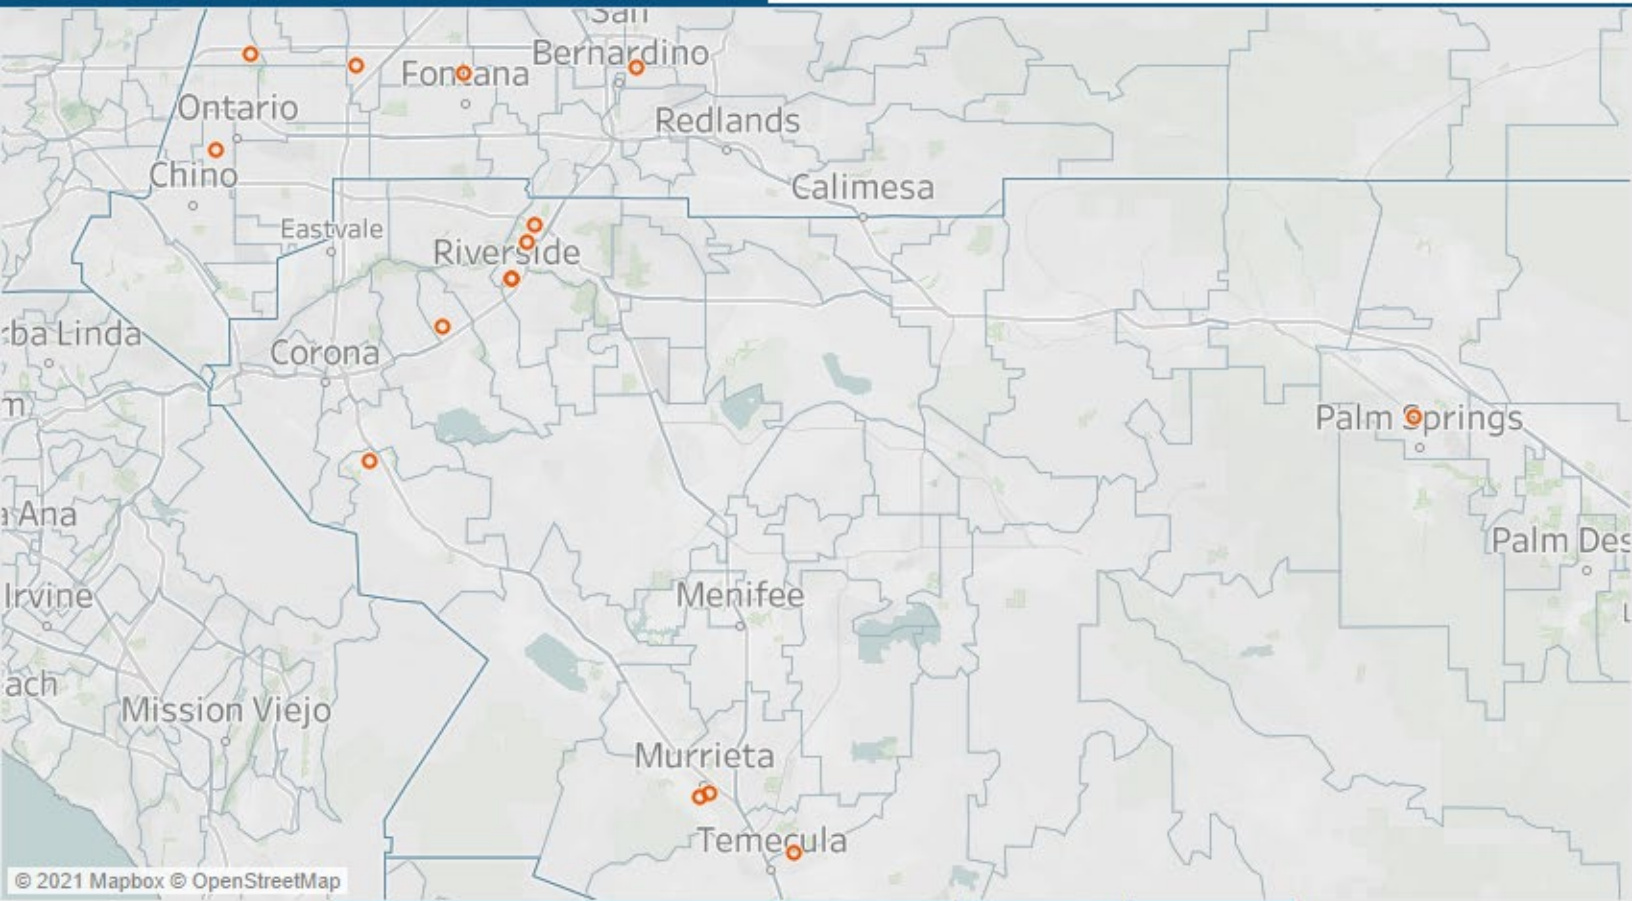 San
Bernardino
Fontana
Ontario
Redlands
Chino
Calimesa
Eastvale
Riverside
rba Linda
Corona
m
Palm Springs
a Ana
Palm Des
Irvine
Menifee
L
ach
Mission Viejo
Murrieta
Temecula
© 2021 Mapbox © OpenStreetMap